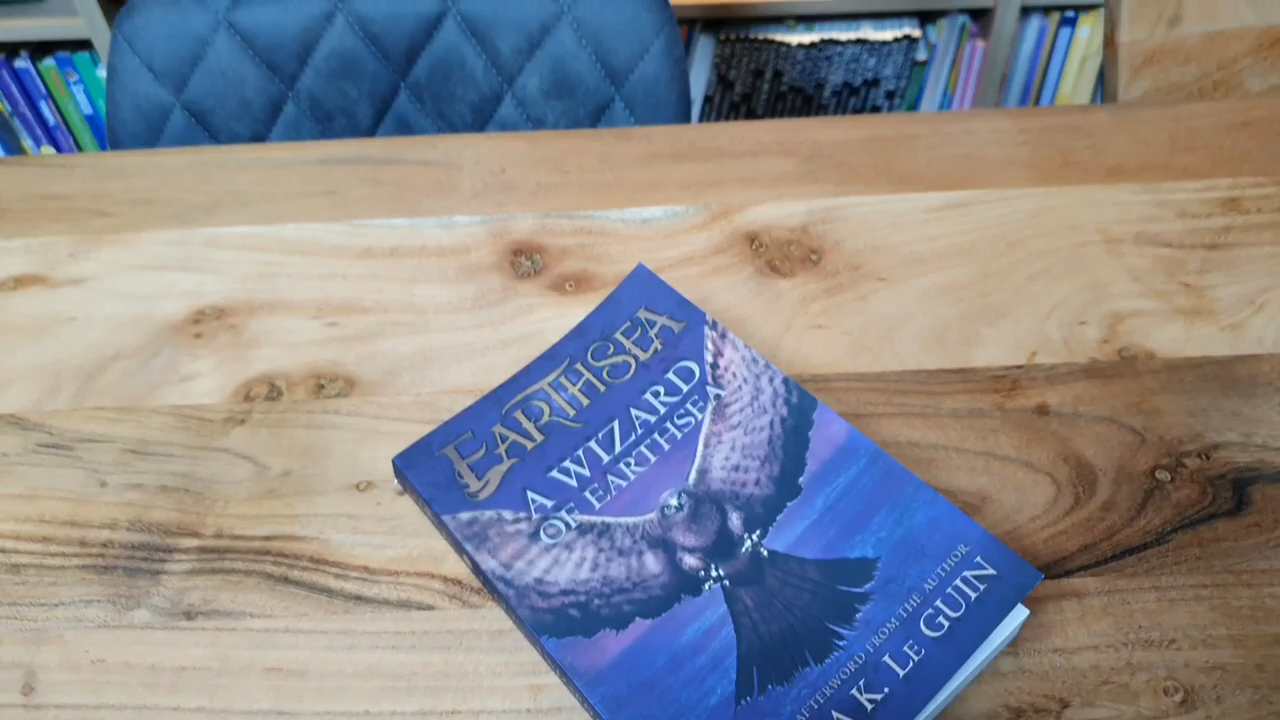 EARTHSEA
A WIZARD
OF EARTHSEA
AFTERWORD FROM THE AUTHOR
A K. LE GUIN